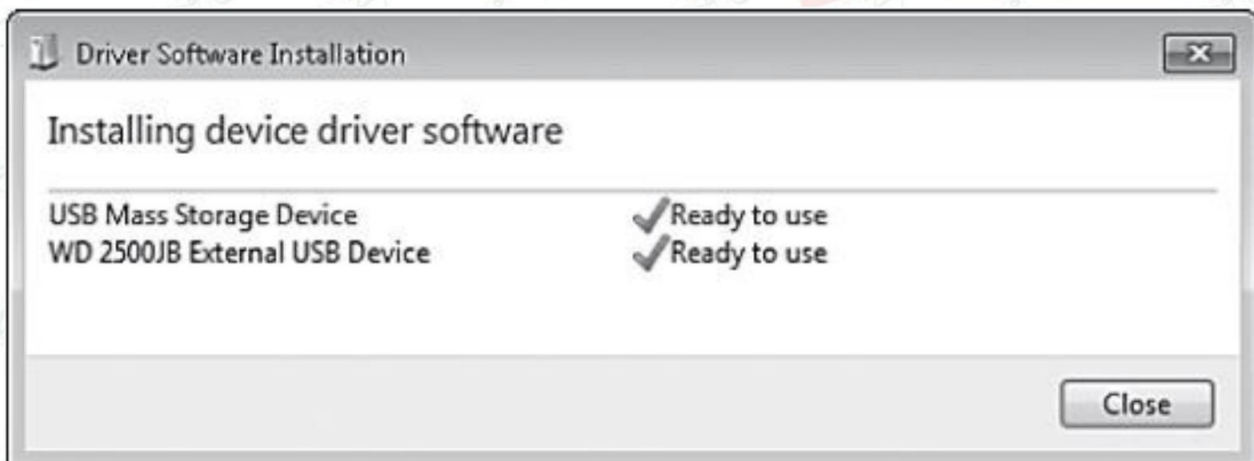 Driver Software Installation
Installing device driver software
USB Mass Storage Device Ready to use
WD 2500JB External USB Device Ready to use
Close